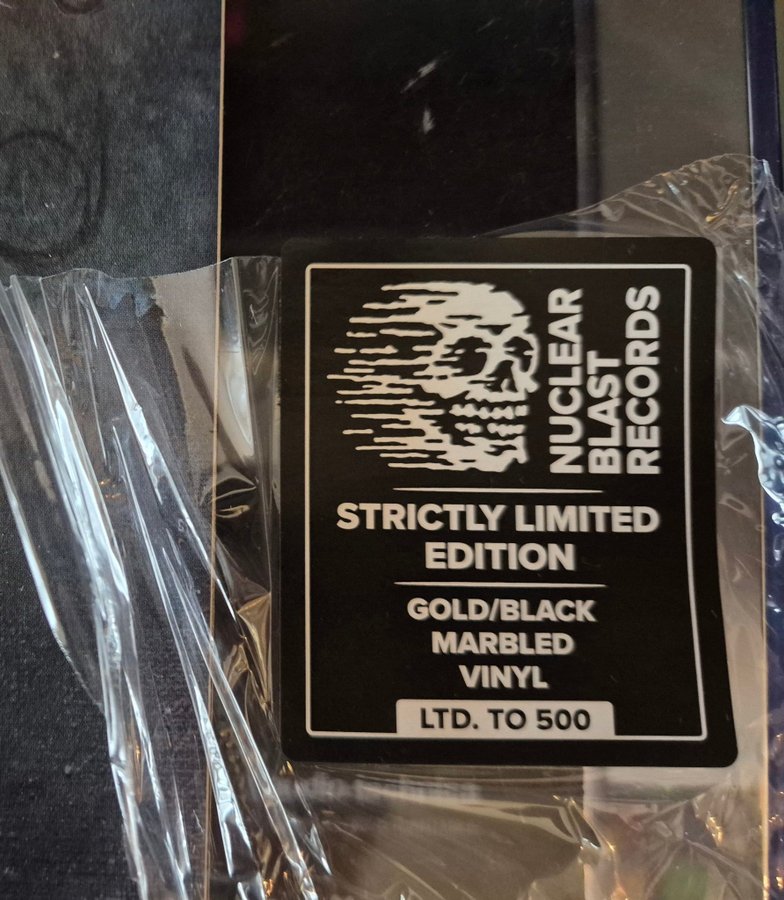 NUCLEAR
BLAST
RECORDS
STRICTLY LIMITED
EDITION
GOLD/BLACK
MARBLED
VINYL
LTD. TO 500